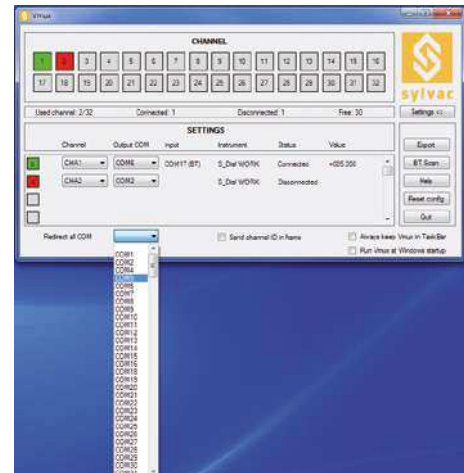 Vmux
CHANNEL
1 2 3 4 5 6 7 8 9 10 11 12 13 14 15 16
17 18 19 20 21 22 23 24 25 26 27 28 29 30 31 32
sylvac
Used channel: 2/32 Connected: 1 Disconnected: 1 Free: 30 Settings <<
SETTINGS
Channel Output COM Input Instrument Status Value Export
CHA1 COM6 COM17 (BT) S_Dial WORK Connected +005.200 BT Scan
CHA2 COM2 S_Dial WORK Disconnected Help
Reset config
Quit
Redirect all COM Send channel ID in frame Always keep Vmux in TaskBar
Run Vmux at Windows startup
COM1
COM2
COM4
COM5
COM6
COM7
COM8
COM9
COM10
COM11
COM12
COM13
COM14
COM15
COM16
COM18
COM19
COM20
COM21
COM22
COM23
COM24
COM25
COM26
COM27
COM28
COM29
COM30